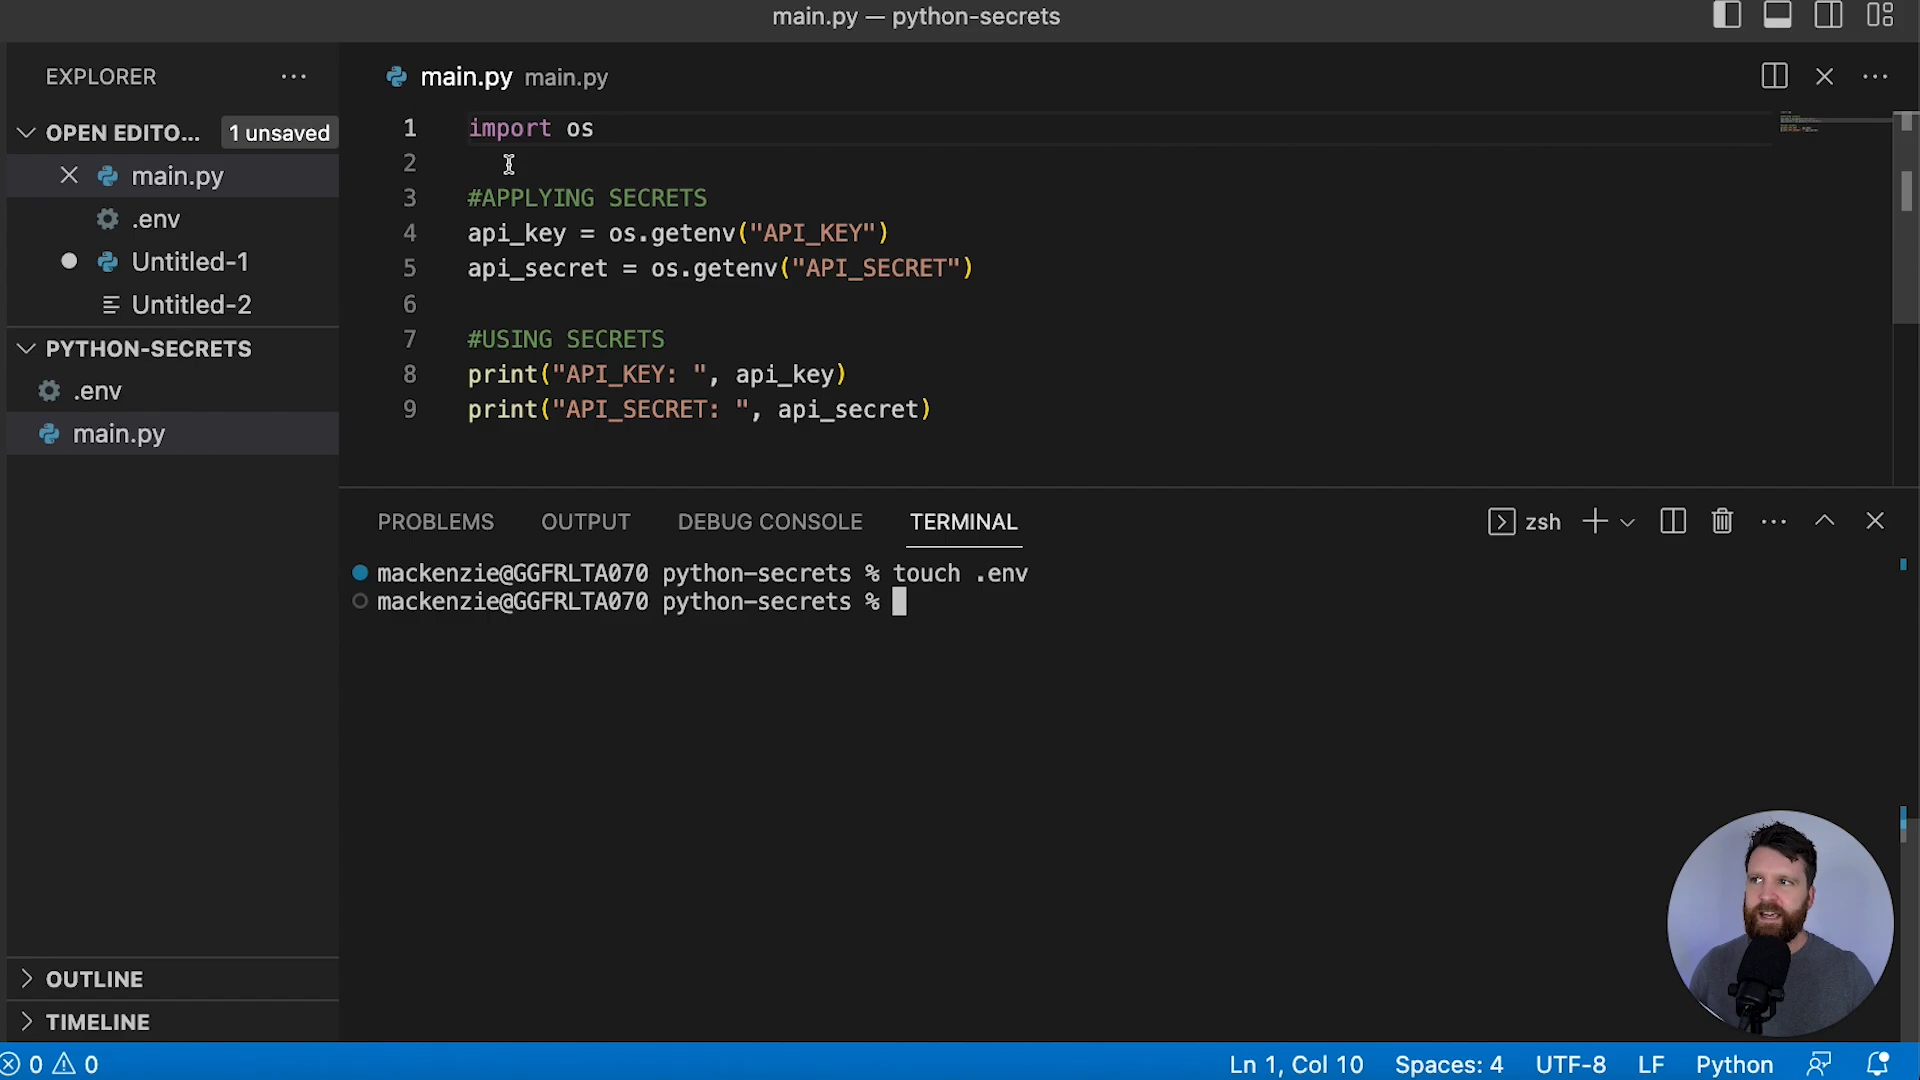 main.py — python-secrets
EXPLORER
OPEN EDITO... 1 unsaved
main.py
.env
Untitled-1
Untitled-2
PYTHON-SECRETS
.env
main.py
OUTLINE
TIMELINE
main.py main.py
1 import os
2
3 #APPLYING SECRETS
4 api_key = os.getenv("API_KEY")
5 api_secret = os.getenv("API_SECRET")
6
7 #USING SECRETS
8 print("API_KEY: ", api_key)
9 print("API_SECRET: ", api_secret)
PROBLEMS OUTPUT DEBUG CONSOLE TERMINAL zsh
mackenzie@GGFRLTA070 python-secrets % touch .env
mackenzie@GGFRLTA070 python-secrets %
0 0 Ln 1, Col 10 Spaces: 4 UTF-8 LF Python